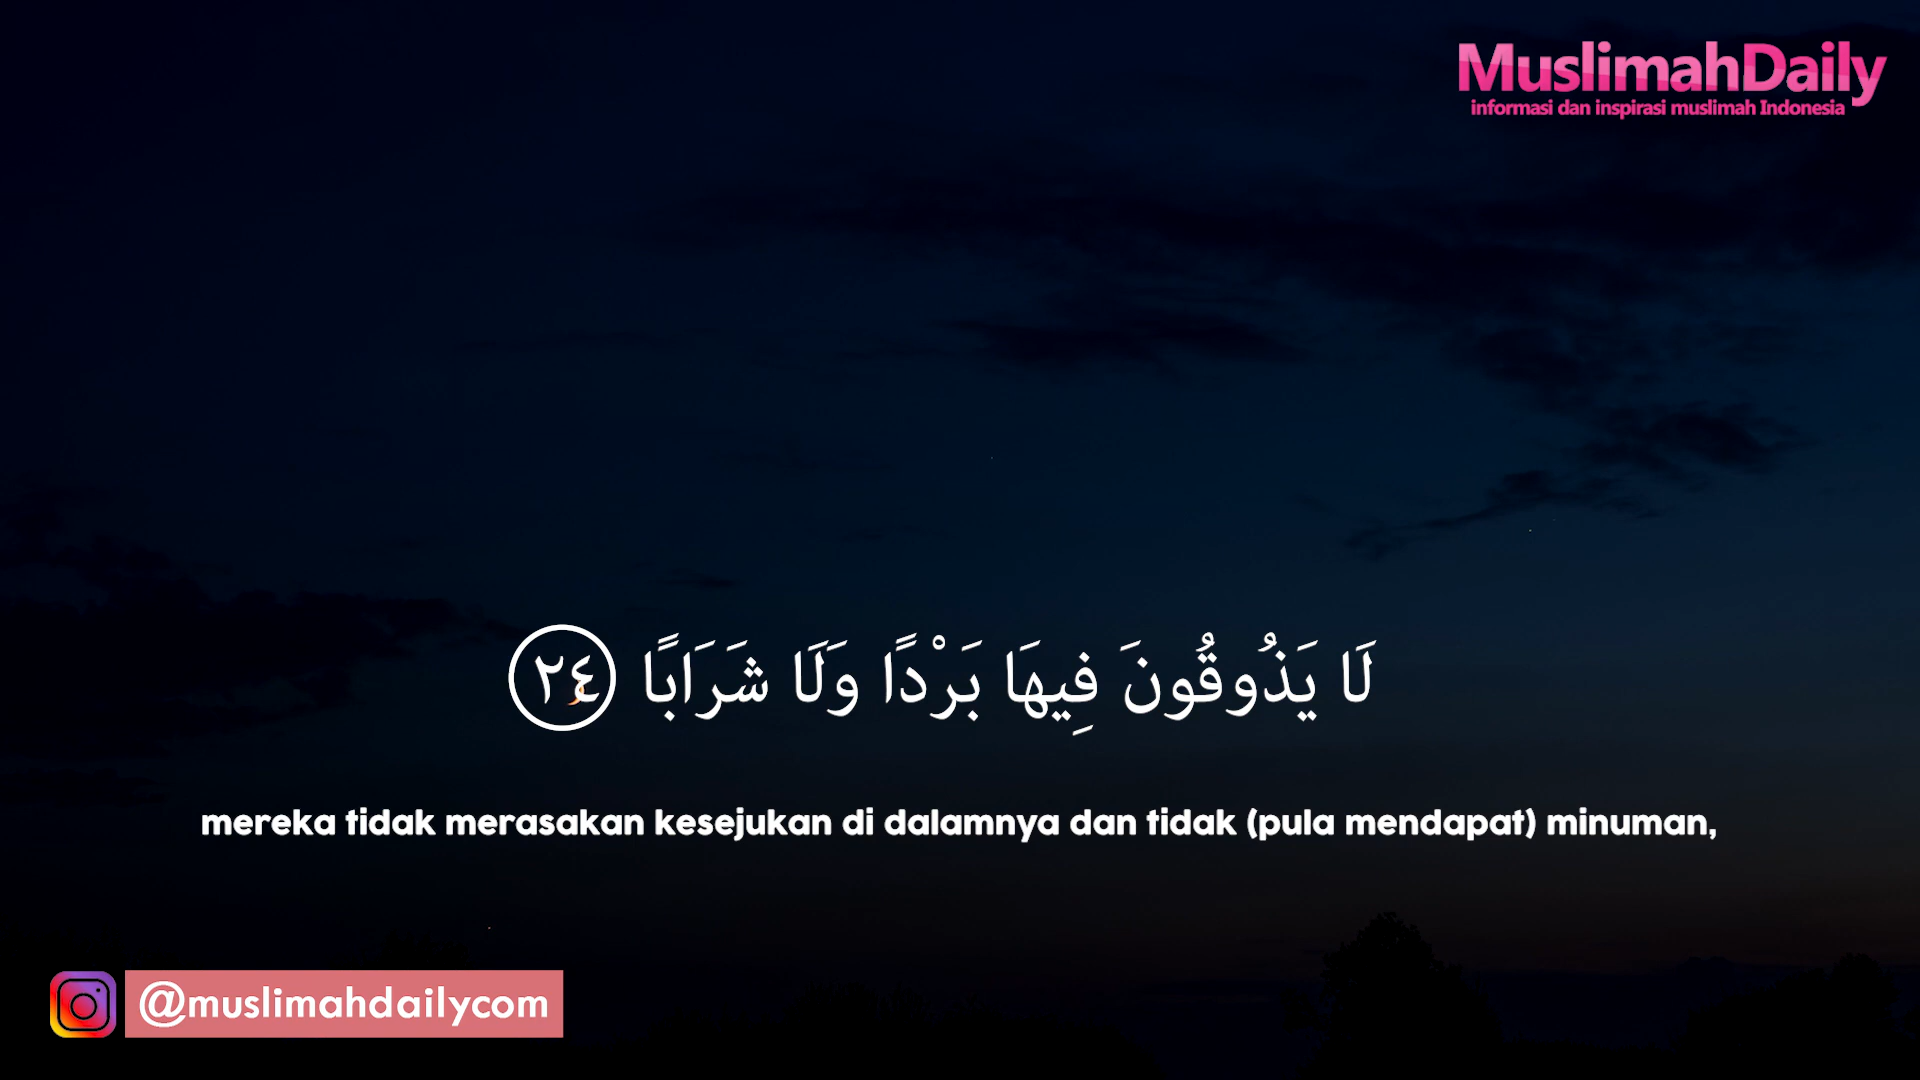 MuslimahDaily
informasi dan inspirasi muslimah Indonesia
لَا يَذُوقُونَ فِيهَا بَرْدًا وَلَا شَرَابًا ٢٤
mereka tidak merasakan kesejukan di dalamnya dan tidak (pula mendapat) minuman,
@muslimahdailycom